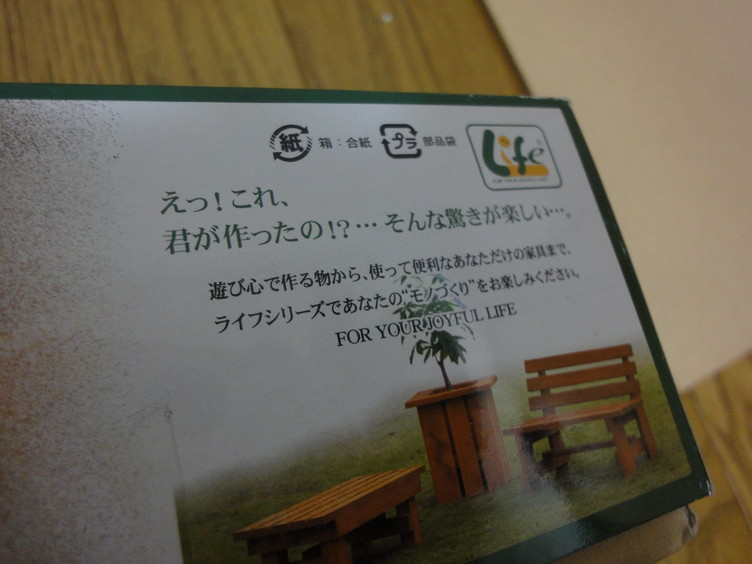 紙 箱：合紙 プラ 部品袋
Life
FOR YOUR JOYFUL LIFE
えっ！これ、
君が作ったの！？…そんな驚きが楽しい…。
遊び心で作る物から、使って便利なあなただけの家具まで、
ライフシリーズであなたの“モノづくり”をお楽しみください。
FOR YOUR JOYFUL LIFE